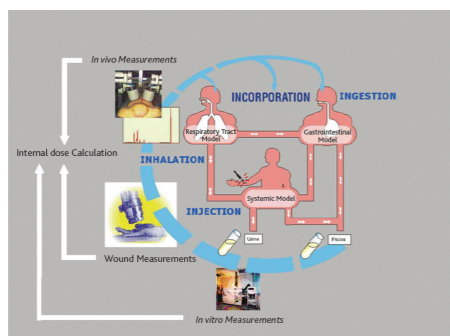 In vivo Measurements
INCORPORATION
INGESTION
Respiratory Tract
Model
Gastrointestinal
Model
Internal dose Calculation
INHALATION
Systemic Model
INJECTION
Urine
Feces
Wound Measurements
In vitro Measurements